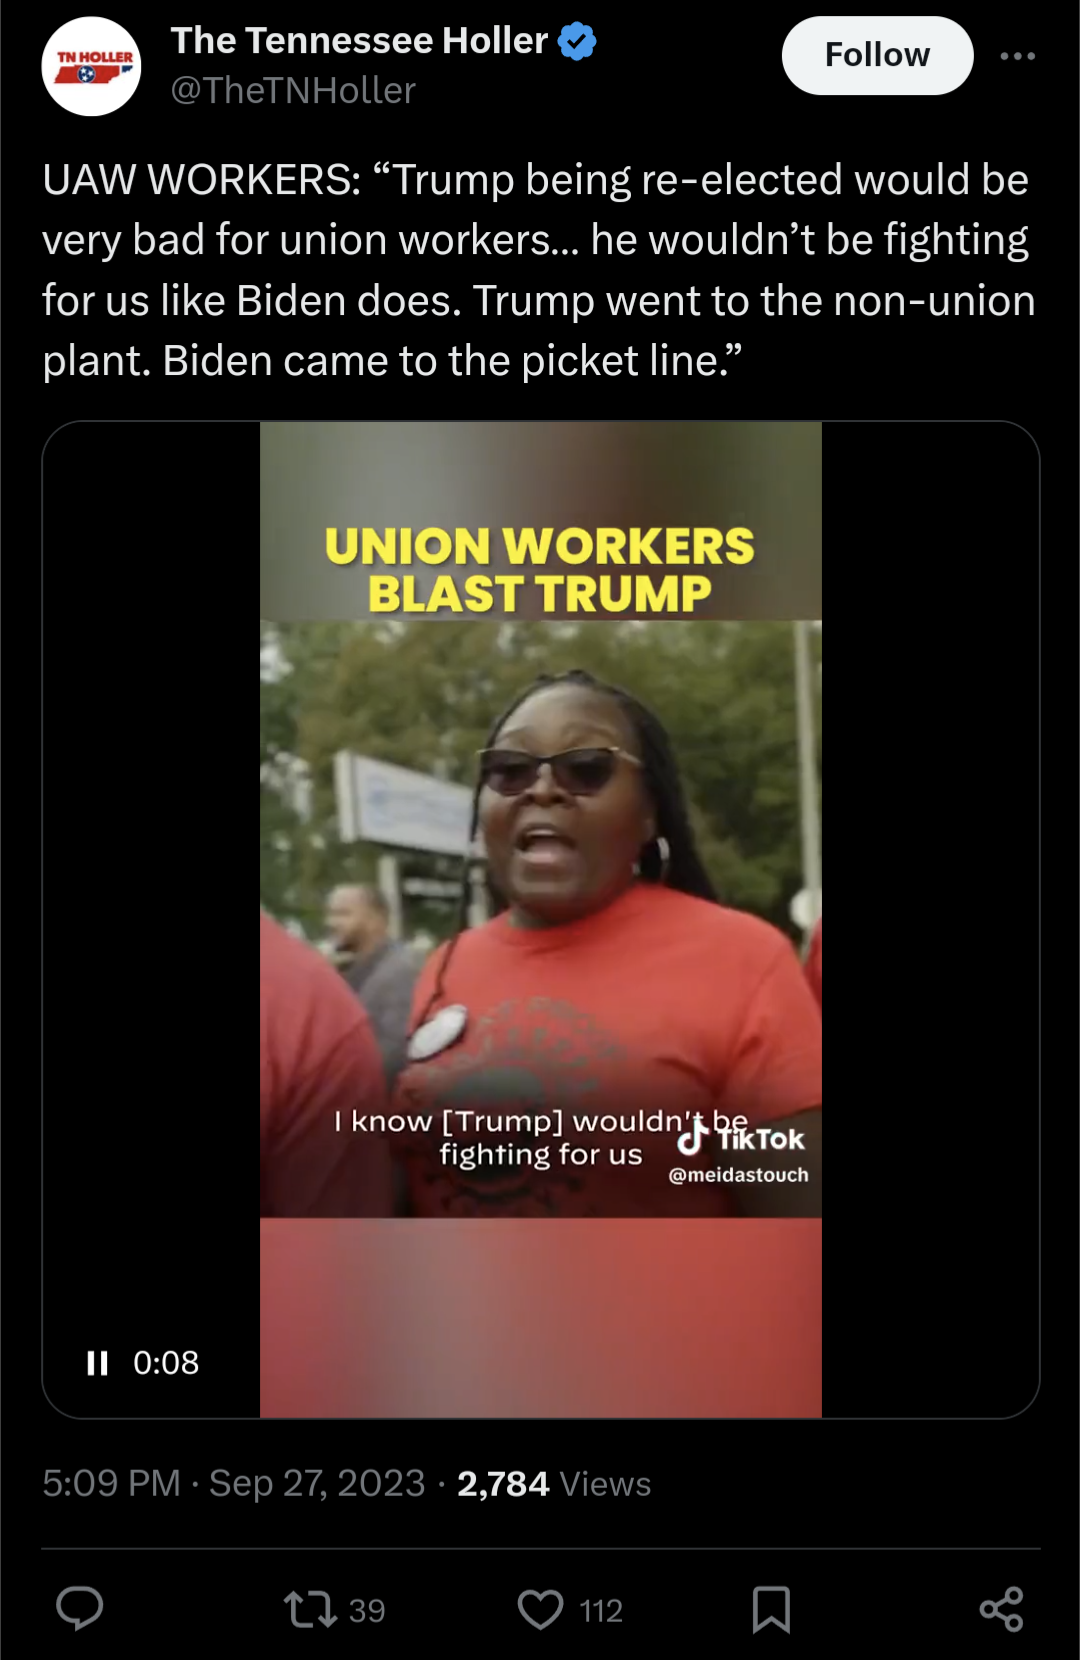 TN HOLLER
The Tennessee Holler
@TheTNHoller
Follow
UAW WORKERS: “Trump being re-elected would be
very bad for union workers... he wouldn’t be fighting
for us like Biden does. Trump went to the non-union
plant. Biden came to the picket line.”
UNION WORKERS
BLAST TRUMP
I know [Trump] wouldn't be
fighting for us
TikTok
@meidastouch
0:08
5:09 PM · Sep 27, 2023 · 2,784 Views
39
112